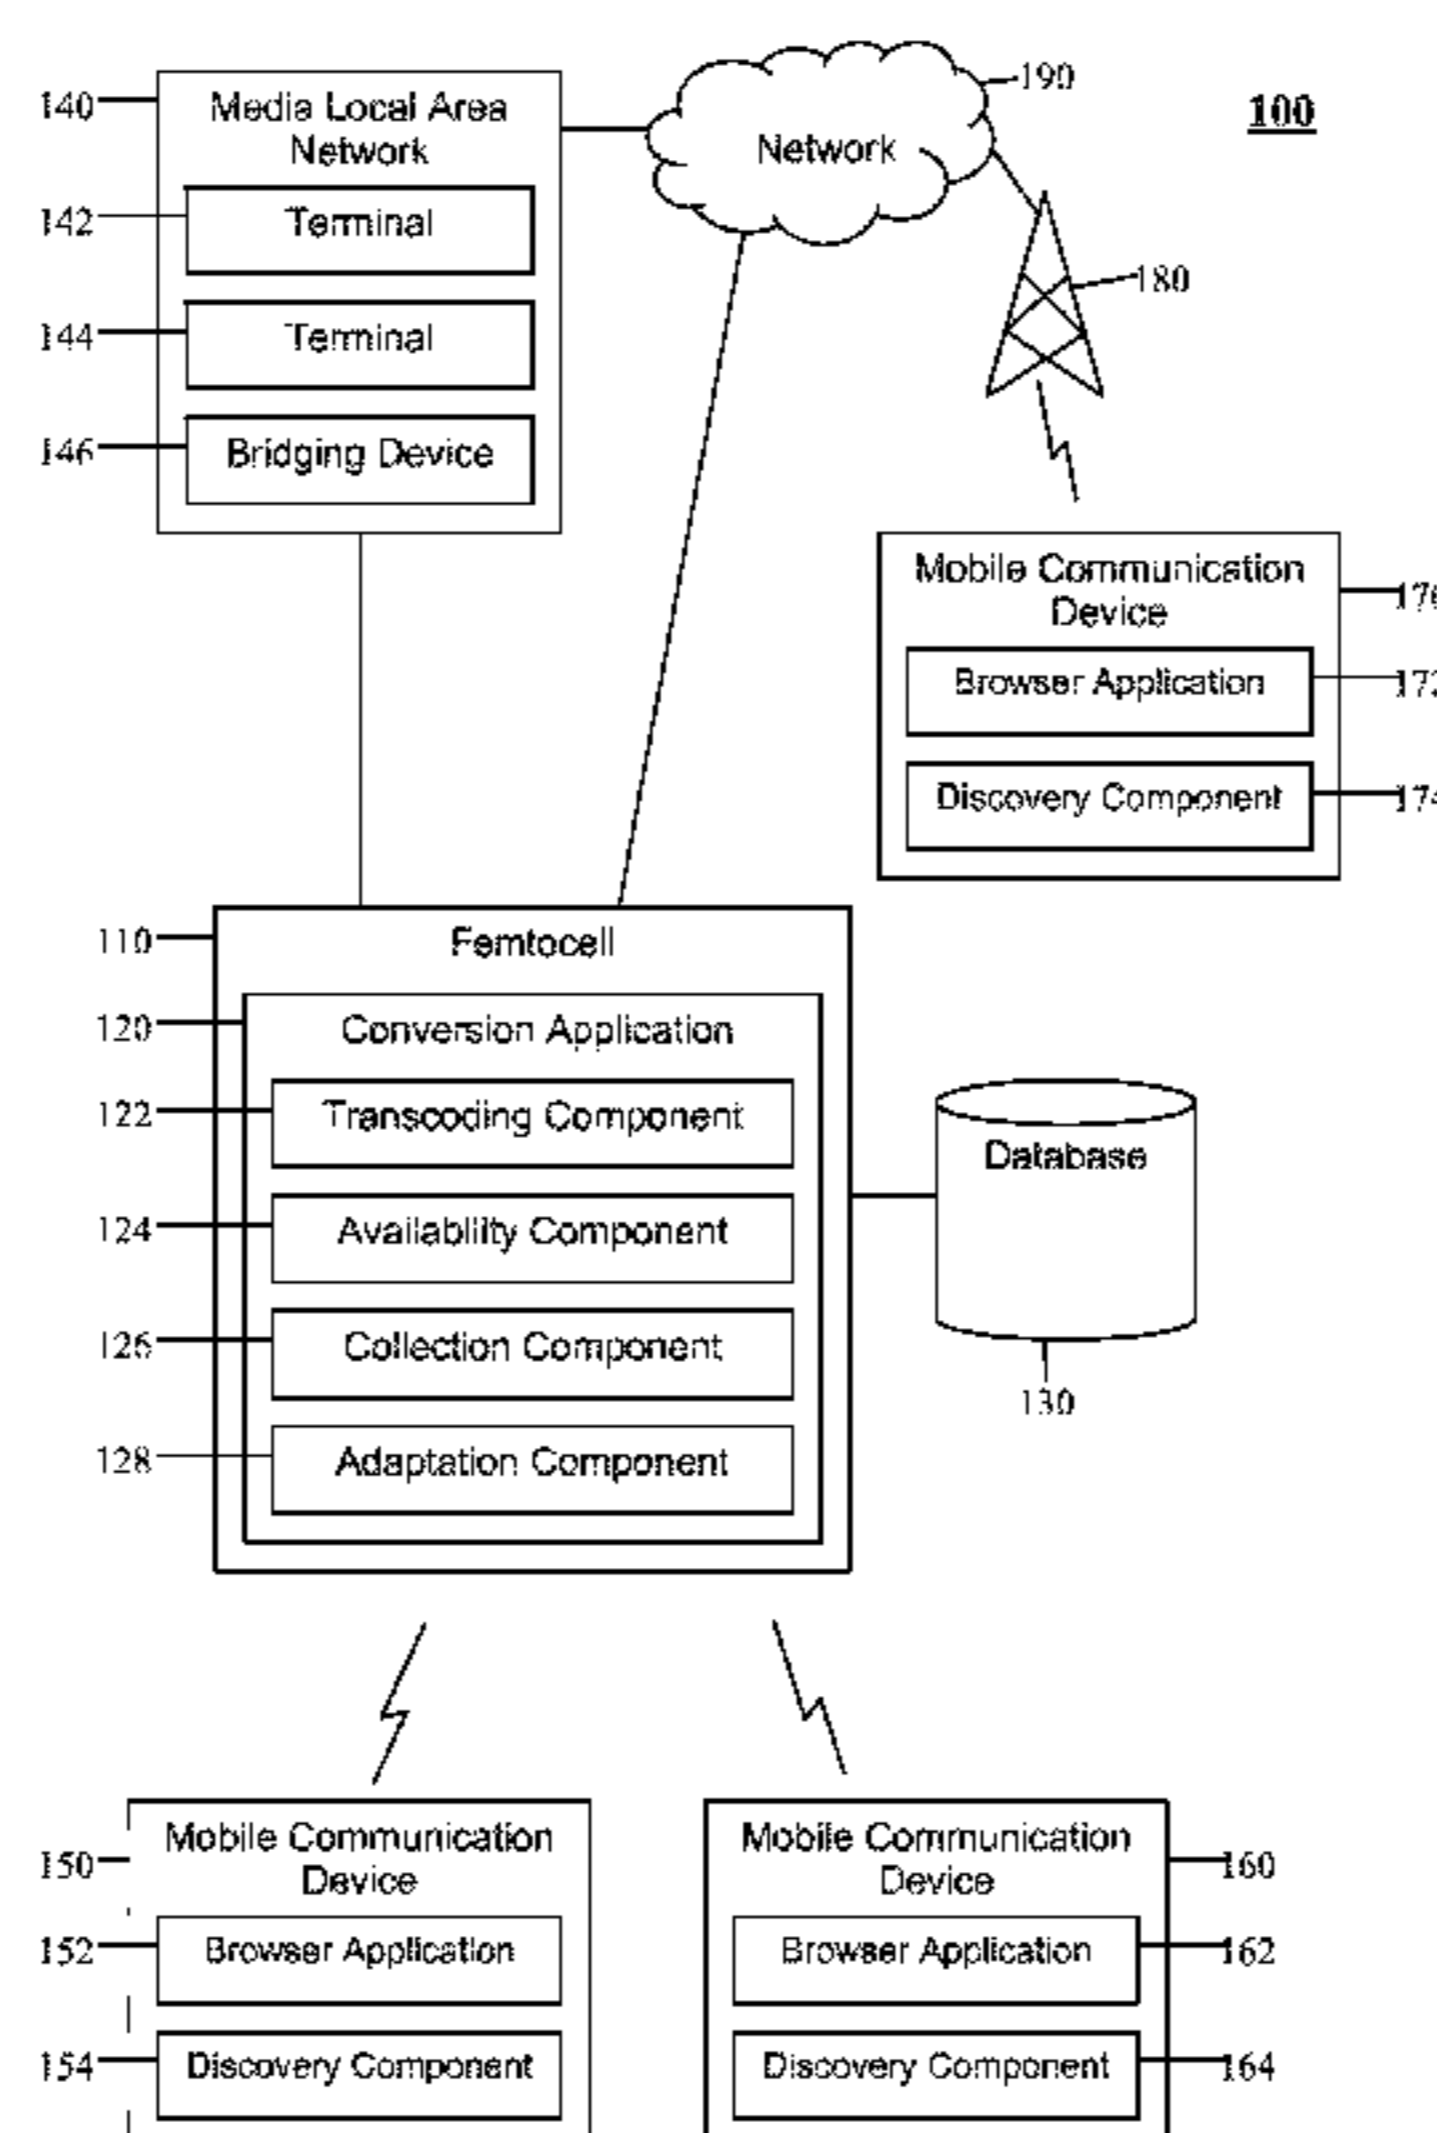 140
Media Local Area
Network
190
100
Network
142
Terminal
180
144
Terminal
146
Bridging Device
Mobile Communication
Device
Browser Application
Discovery Component
110
Femtocell
120
Conversion Application
122
Transcoding Component
Database
124
Availability Component
126
Collection Component
130
128
Adaptation Component
Mobile Communication
Device
150
Mobile Communication
Device
160
152
Browser Application
Browser Application
162
154
Discovery Component
Discovery Component
164